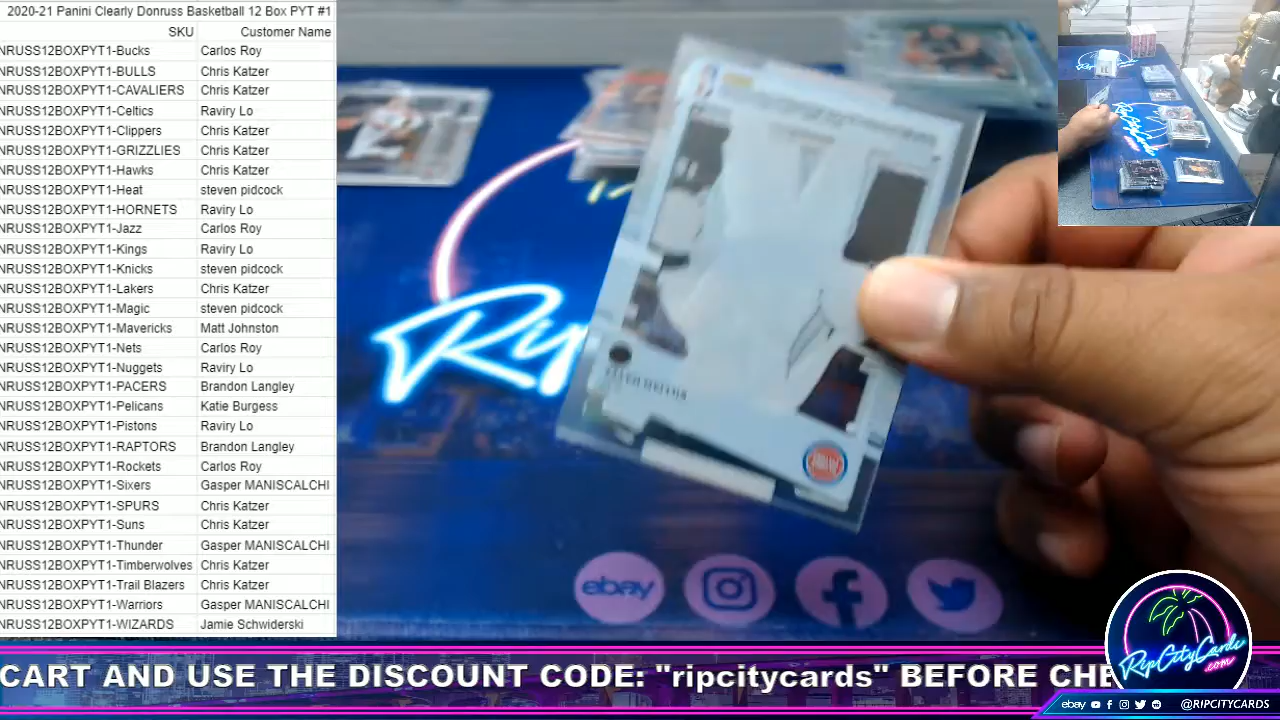 2020-21 Panini Clearly Donruss Basketball 12 Box PYT #1
SKU Customer Name
NRUSS12BOXPYT1-Bucks Carlos Roy
NRUSS12BOXPYT1-BULLS Chris Katzer
NRUSS12BOXPYT1-CAVALIERS Chris Katzer
NRUSS12BOXPYT1-Celtics Raviry Lo
NRUSS12BOXPYT1-Clippers Chris Katzer
NRUSS12BOXPYT1-GRIZZLIES Chris Katzer
NRUSS12BOXPYT1-Hawks Chris Katzer
NRUSS12BOXPYT1-Heat steven pidcock
NRUSS12BOXPYT1-HORNETS Raviry Lo
NRUSS12BOXPYT1-Jazz Carlos Roy
NRUSS12BOXPYT1-Kings Raviry Lo
NRUSS12BOXPYT1-Knicks steven pidcock
NRUSS12BOXPYT1-Lakers Chris Katzer
NRUSS12BOXPYT1-Magic steven pidcock
NRUSS12BOXPYT1-Mavericks Matt Johnston
NRUSS12BOXPYT1-Nets Carlos Roy
NRUSS12BOXPYT1-Nuggets Raviry Lo
NRUSS12BOXPYT1-PACERS Brandon Langley
NRUSS12BOXPYT1-Pelicans Katie Burgess
NRUSS12BOXPYT1-Pistons Raviry Lo
NRUSS12BOXPYT1-RAPTORS Brandon Langley
NRUSS12BOXPYT1-Rockets Carlos Roy
NRUSS12BOXPYT1-Sixers Gasper MANISCALCHI
NRUSS12BOXPYT1-SPURS Chris Katzer
NRUSS12BOXPYT1-Suns Chris Katzer
NRUSS12BOXPYT1-Thunder Gasper MANISCALCHI
NRUSS12BOXPYT1-Timberwolves Chris Katzer
NRUSS12BOXPYT1-Trail Blazers Chris Katzer
NRUSS12BOXPYT1-Warriors Gasper MANISCALCHI
NRUSS12BOXPYT1-WIZARDS Jamie Schwiderski
Rip
ebay
CART AND USE THE DISCOUNT CODE: "ripcitycards" BEFORE CHE
RipCityCards
.com
ebay @RIPCITYCARDS